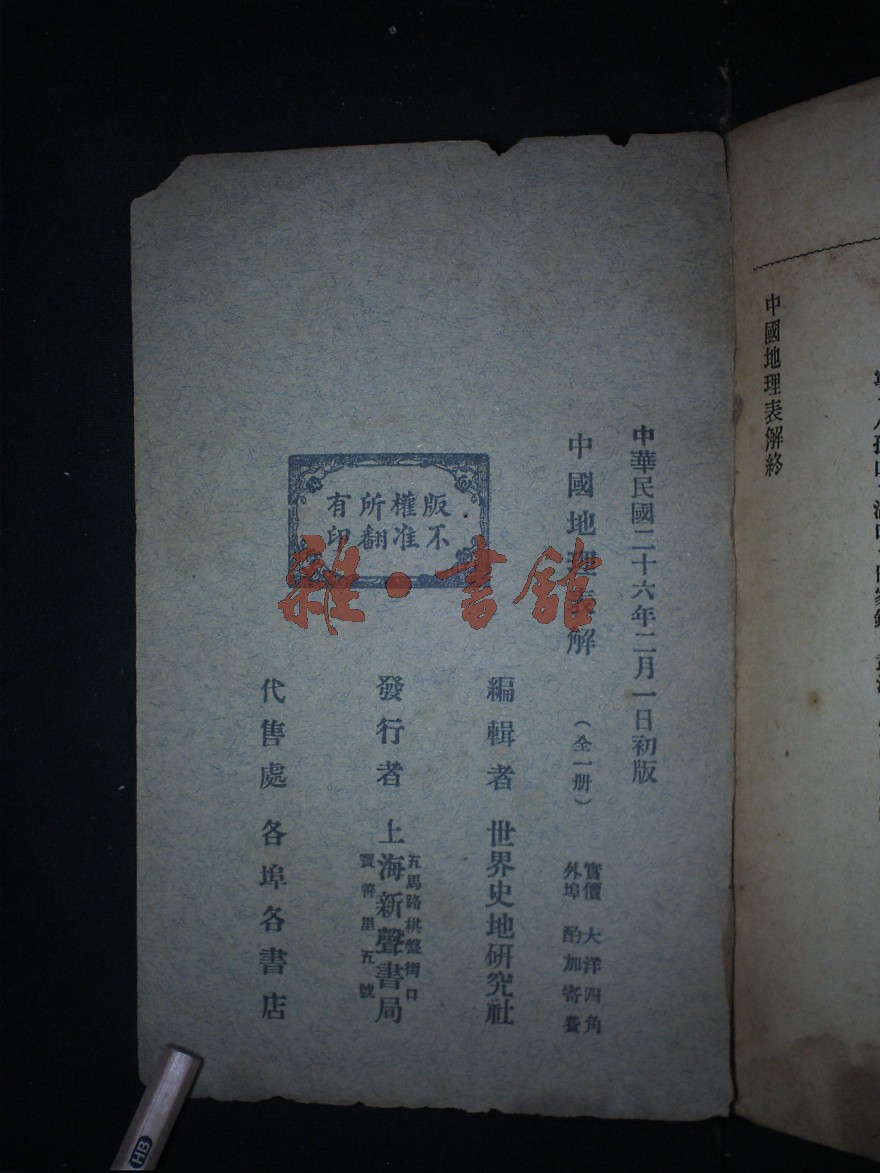 中國地理表解終
中華民國二十六年二月一日初版
中國地理表解（全一册）
實價 大洋四角
外埠 酌加寄費
版權所有
不准翻印
編輯者 世界史地研究社
發行者 上海新聲書局
五馬路棋盤街口
寶善里五號
代售處 各埠各書店
雜·書館
HB